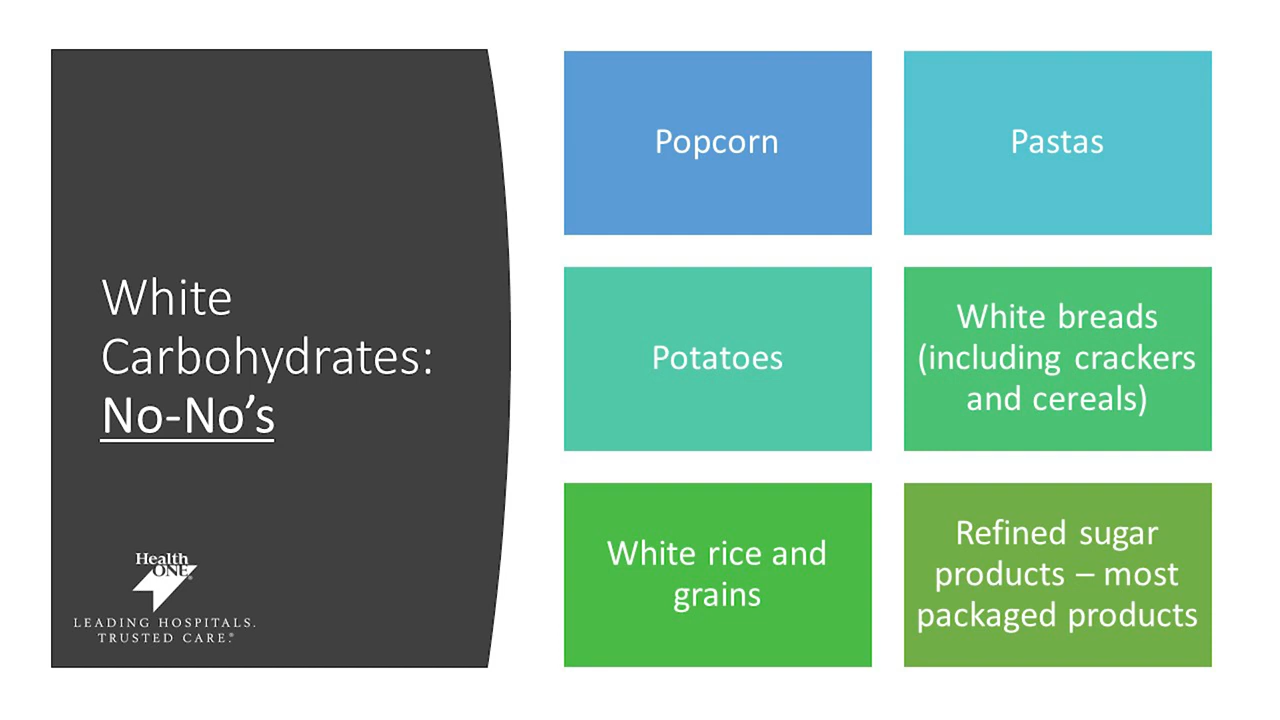 White
Carbohydrates:
No-No’s
Health
ONE®
LEADING HOSPITALS.
TRUSTED CARE.®
Popcorn
Pastas
Potatoes
White breads
(including crackers
and cereals)
White rice and
grains
Refined sugar
products – most
packaged products